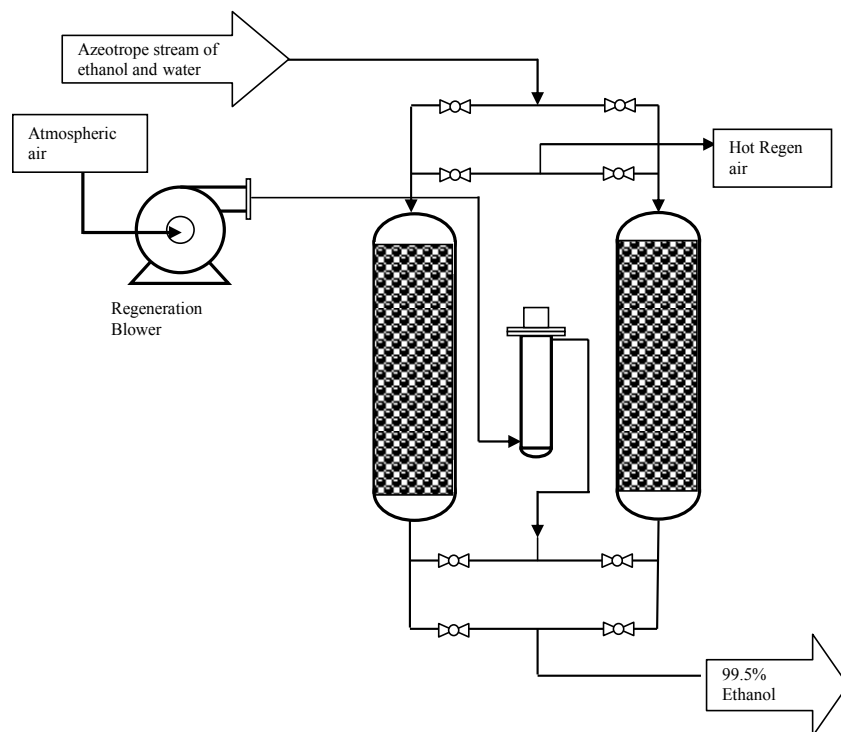 Azeotrope stream of
ethanol and water
Atmospheric
air
Hot Regen
air
Regeneration
Blower
99.5%
Ethanol